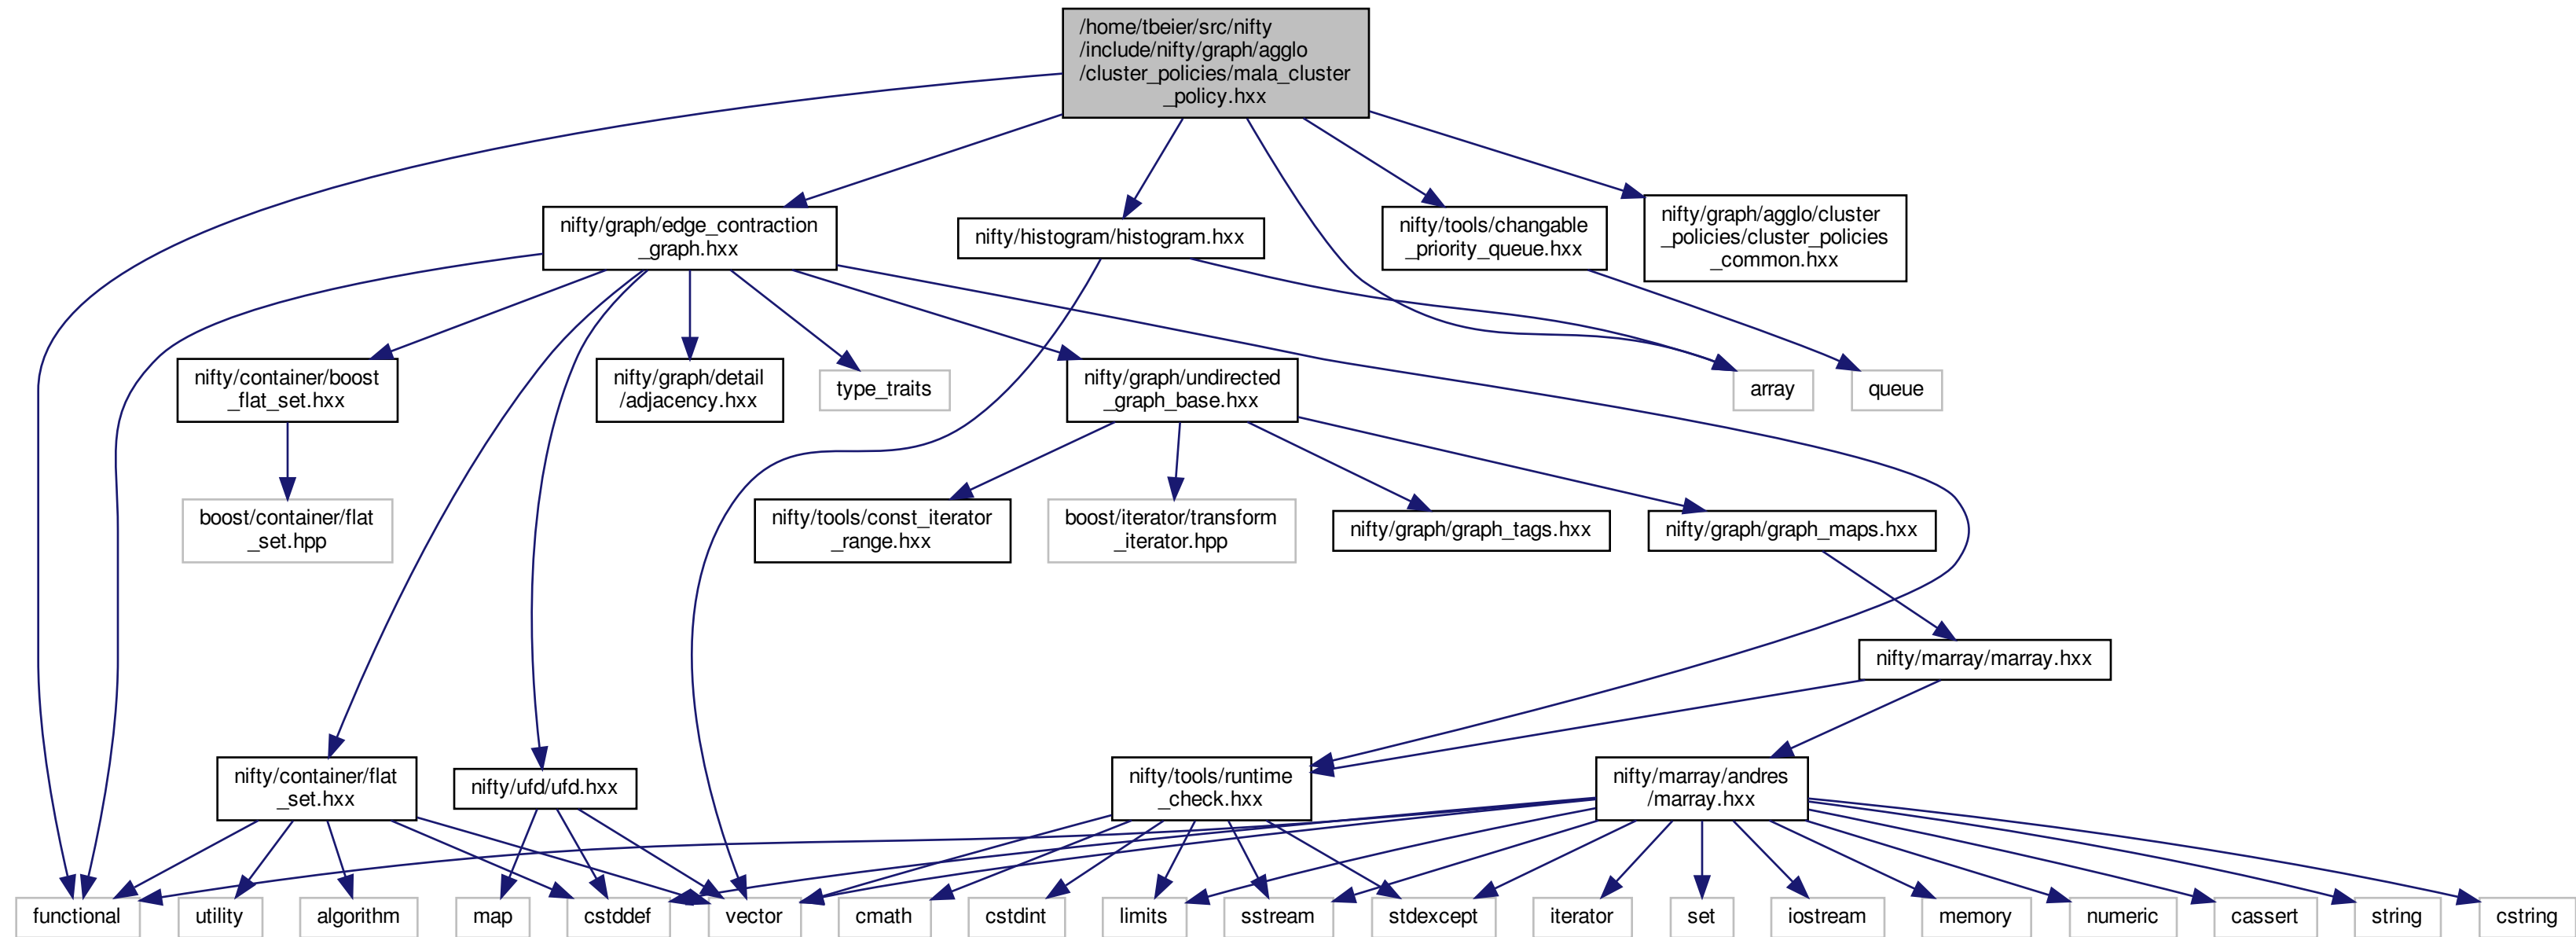 /home/tbeier/src/nifty
/include/nifty/graph/agglo
/cluster_policies/mala_cluster
_policy.hxx
nifty/graph/edge_contraction
_graph.hxx
nifty/histogram/histogram.hxx
nifty/tools/changable
_priority_queue.hxx
nifty/graph/agglo/cluster
_policies/cluster_policies
_common.hxx
nifty/container/boost
_flat_set.hxx
nifty/graph/detail
/adjacency.hxx
type_traits
nifty/graph/undirected
_graph_base.hxx
array
queue
boost/container/flat
_set.hpp
nifty/tools/const_iterator
_range.hxx
boost/iterator/transform
_iterator.hpp
nifty/graph/graph_tags.hxx
nifty/graph/graph_maps.hxx
nifty/marray/marray.hxx
nifty/container/flat
_set.hxx
nifty/ufd/ufd.hxx
nifty/tools/runtime
_check.hxx
nifty/marray/andres
/marray.hxx
functional
utility
algorithm
map
cstddef
vector
cmath
cstdint
limits
sstream
stdexcept
iterator
set
iostream
memory
numeric
cassert
string
cstring